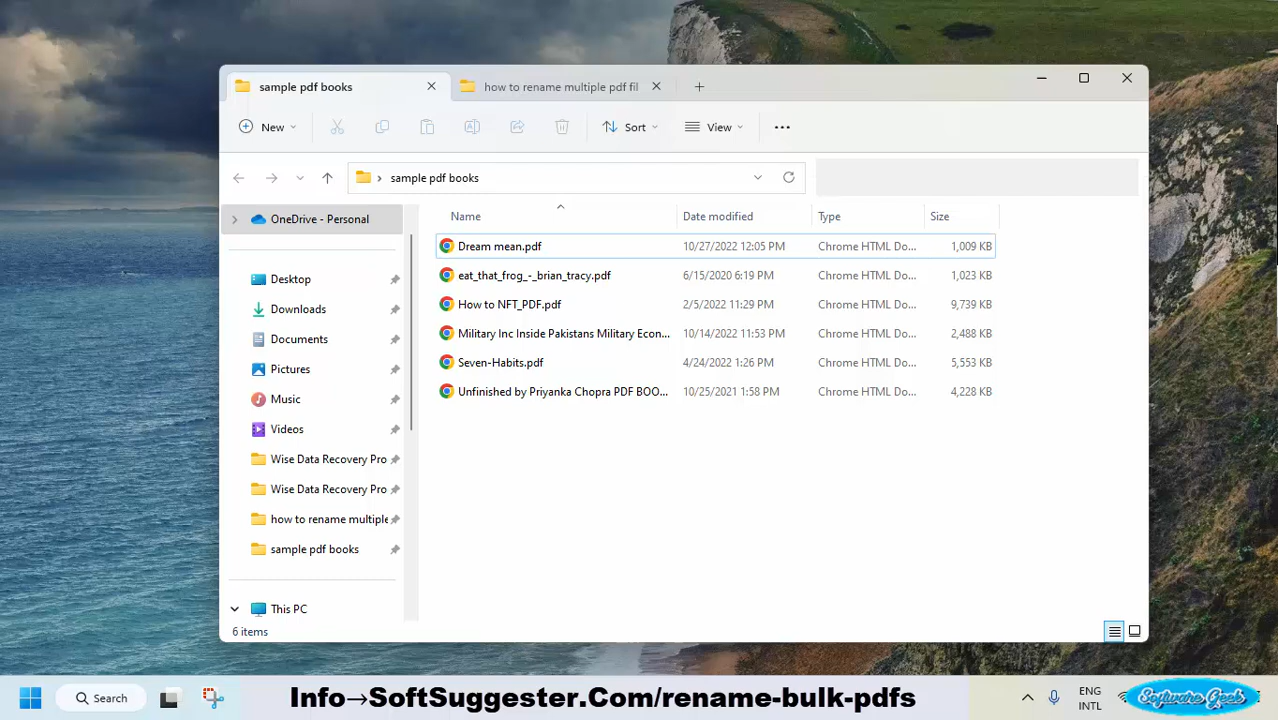 sample pdf books
how to rename multiple pdf fil
New
Sort
View
sample pdf books
Name Date modified Type Size
OneDrive - Personal
Dream mean.pdf 10/27/2022 12:05 PM Chrome HTML Do... 1,009 KB
eat_that_frog_-_brian_tracy.pdf 6/15/2020 6:19 PM Chrome HTML Do... 1,023 KB
How to NFT_PDF.pdf 2/5/2022 11:29 PM Chrome HTML Do... 9,739 KB
Military Inc Inside Pakistans Military Econ... 10/14/2022 11:53 PM Chrome HTML Do... 2,488 KB
Seven-Habits.pdf 4/24/2022 1:26 PM Chrome HTML Do... 5,553 KB
Unfinished by Priyanka Chopra PDF BOO... 10/25/2021 1:58 PM Chrome HTML Do... 4,228 KB
Desktop
Downloads
Documents
Pictures
Music
Videos
Wise Data Recovery Pro
Wise Data Recovery Pro
how to rename multiple
sample pdf books
This PC
6 items
Search
Info→SoftSuggester.Com/rename-bulk-pdfs
ENG
INTL
Software Geek